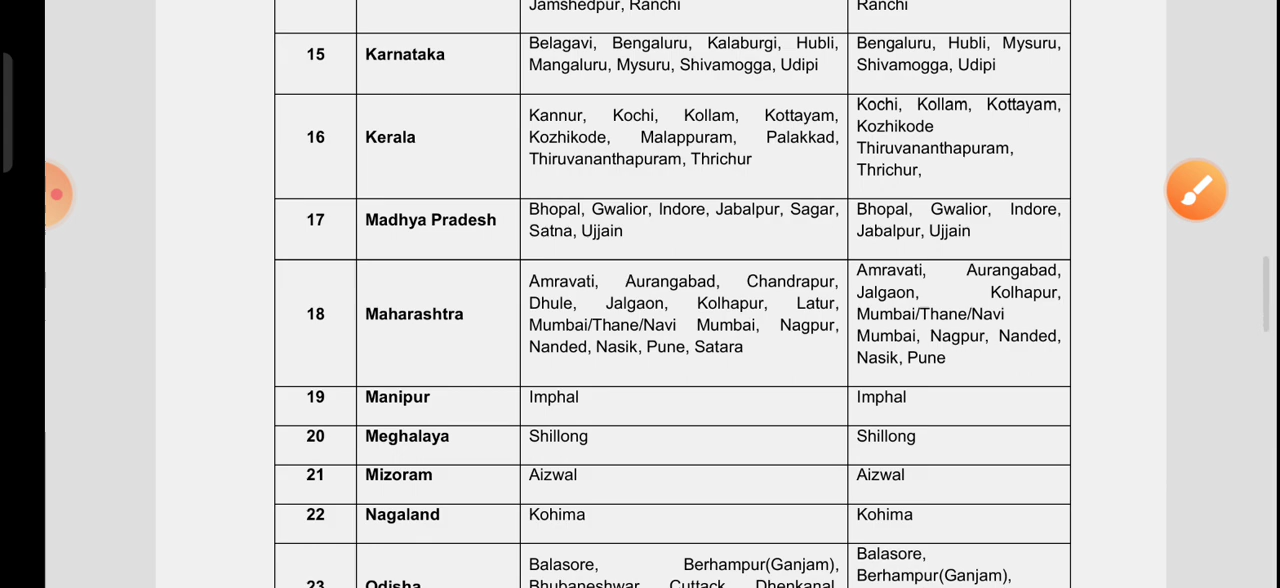 Jamshedpur, Ranchi
Ranchi
15
Karnataka
Belagavi, Bengaluru, Kalaburgi, Hubli,
Mangaluru, Mysuru, Shivamogga, Udipi
Bengaluru, Hubli, Mysuru,
Shivamogga, Udipi
16
Kerala
Kannur, Kochi, Kollam, Kottayam,
Kozhikode, Malappuram, Palakkad,
Thiruvananthapuram, Thrichur
Kochi, Kollam, Kottayam,
Kozhikode
Thiruvananthapuram,
Thrichur,
17
Madhya Pradesh
Bhopal, Gwalior, Indore, Jabalpur, Sagar,
Satna, Ujjain
Bhopal, Gwalior, Indore,
Jabalpur, Ujjain
18
Maharashtra
Amravati, Aurangabad, Chandrapur,
Dhule, Jalgaon, Kolhapur, Latur,
Mumbai/Thane/Navi Mumbai, Nagpur,
Nanded, Nasik, Pune, Satara
Amravati, Aurangabad,
Jalgaon, Kolhapur,
Mumbai/Thane/Navi
Mumbai, Nagpur, Nanded,
Nasik, Pune
19
Manipur
Imphal
Imphal
20
Meghalaya
Shillong
Shillong
21
Mizoram
Aizwal
Aizwal
22
Nagaland
Kohima
Kohima
23
Odisha
Balasore, Berhampur(Ganjam),
Bhubaneshwar, Cuttack, Dhenkanal,
Balasore,
Berhampur(Ganjam),